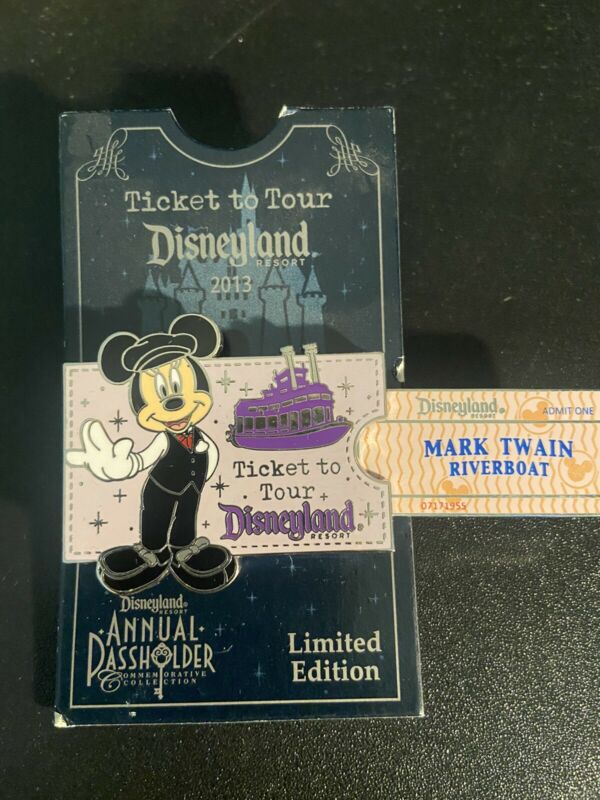 Ticket to Tour
Disneyland
RESORT
2013
Disneyland
RESORT
ADMIT ONE
MARK TWAIN
RIVERBOAT
07171955
Ticket to
Tour
Disneyland
RESORT
Disneyland
RESORT
ANNUAL
PASSHOLDER
COMMEMORATIVE
COLLECTION
Limited
Edition